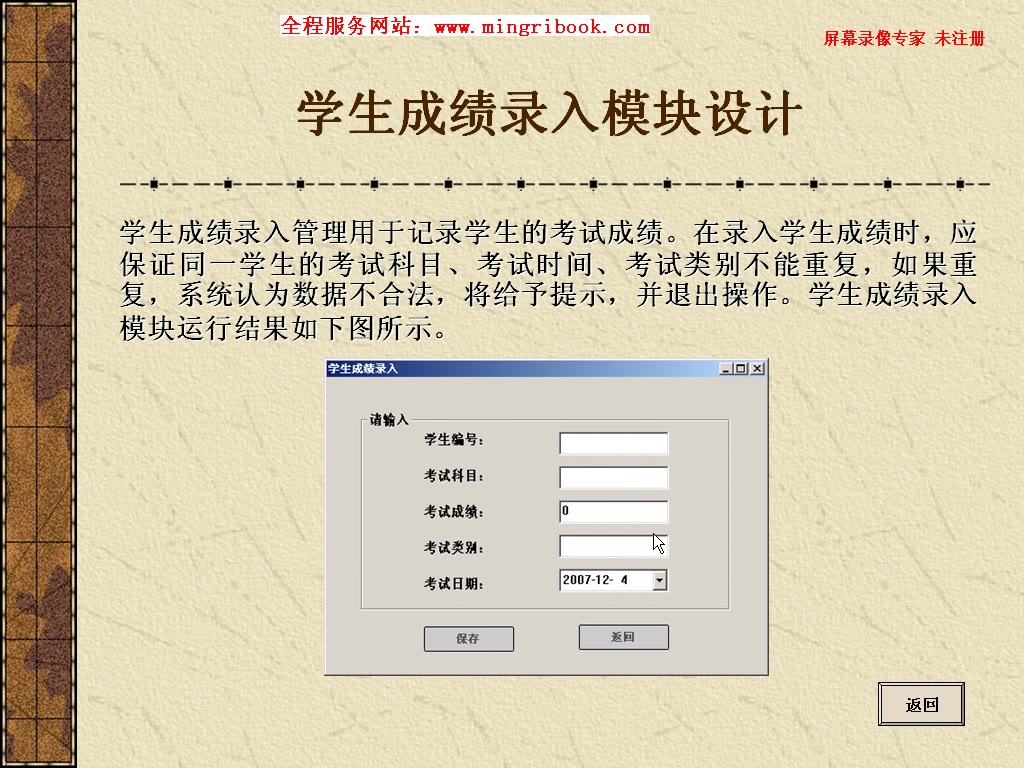 全程服务网站：www.mingribook.com
屏幕录像专家 未注册
学生成绩录入模块设计
学生成绩录入管理用于记录学生的考试成绩。在录入学生成绩时，应
保证同一学生的考试科目、考试时间、考试类别不能重复，如果重
复，系统认为数据不合法，将给予提示，并退出操作。学生成绩录入
模块运行结果如下图所示。
学生成绩录入
请输入
学生编号：
考试科目：
考试成绩： 0
考试类别：
考试日期： 2007-12- 4
保存 返回
返回